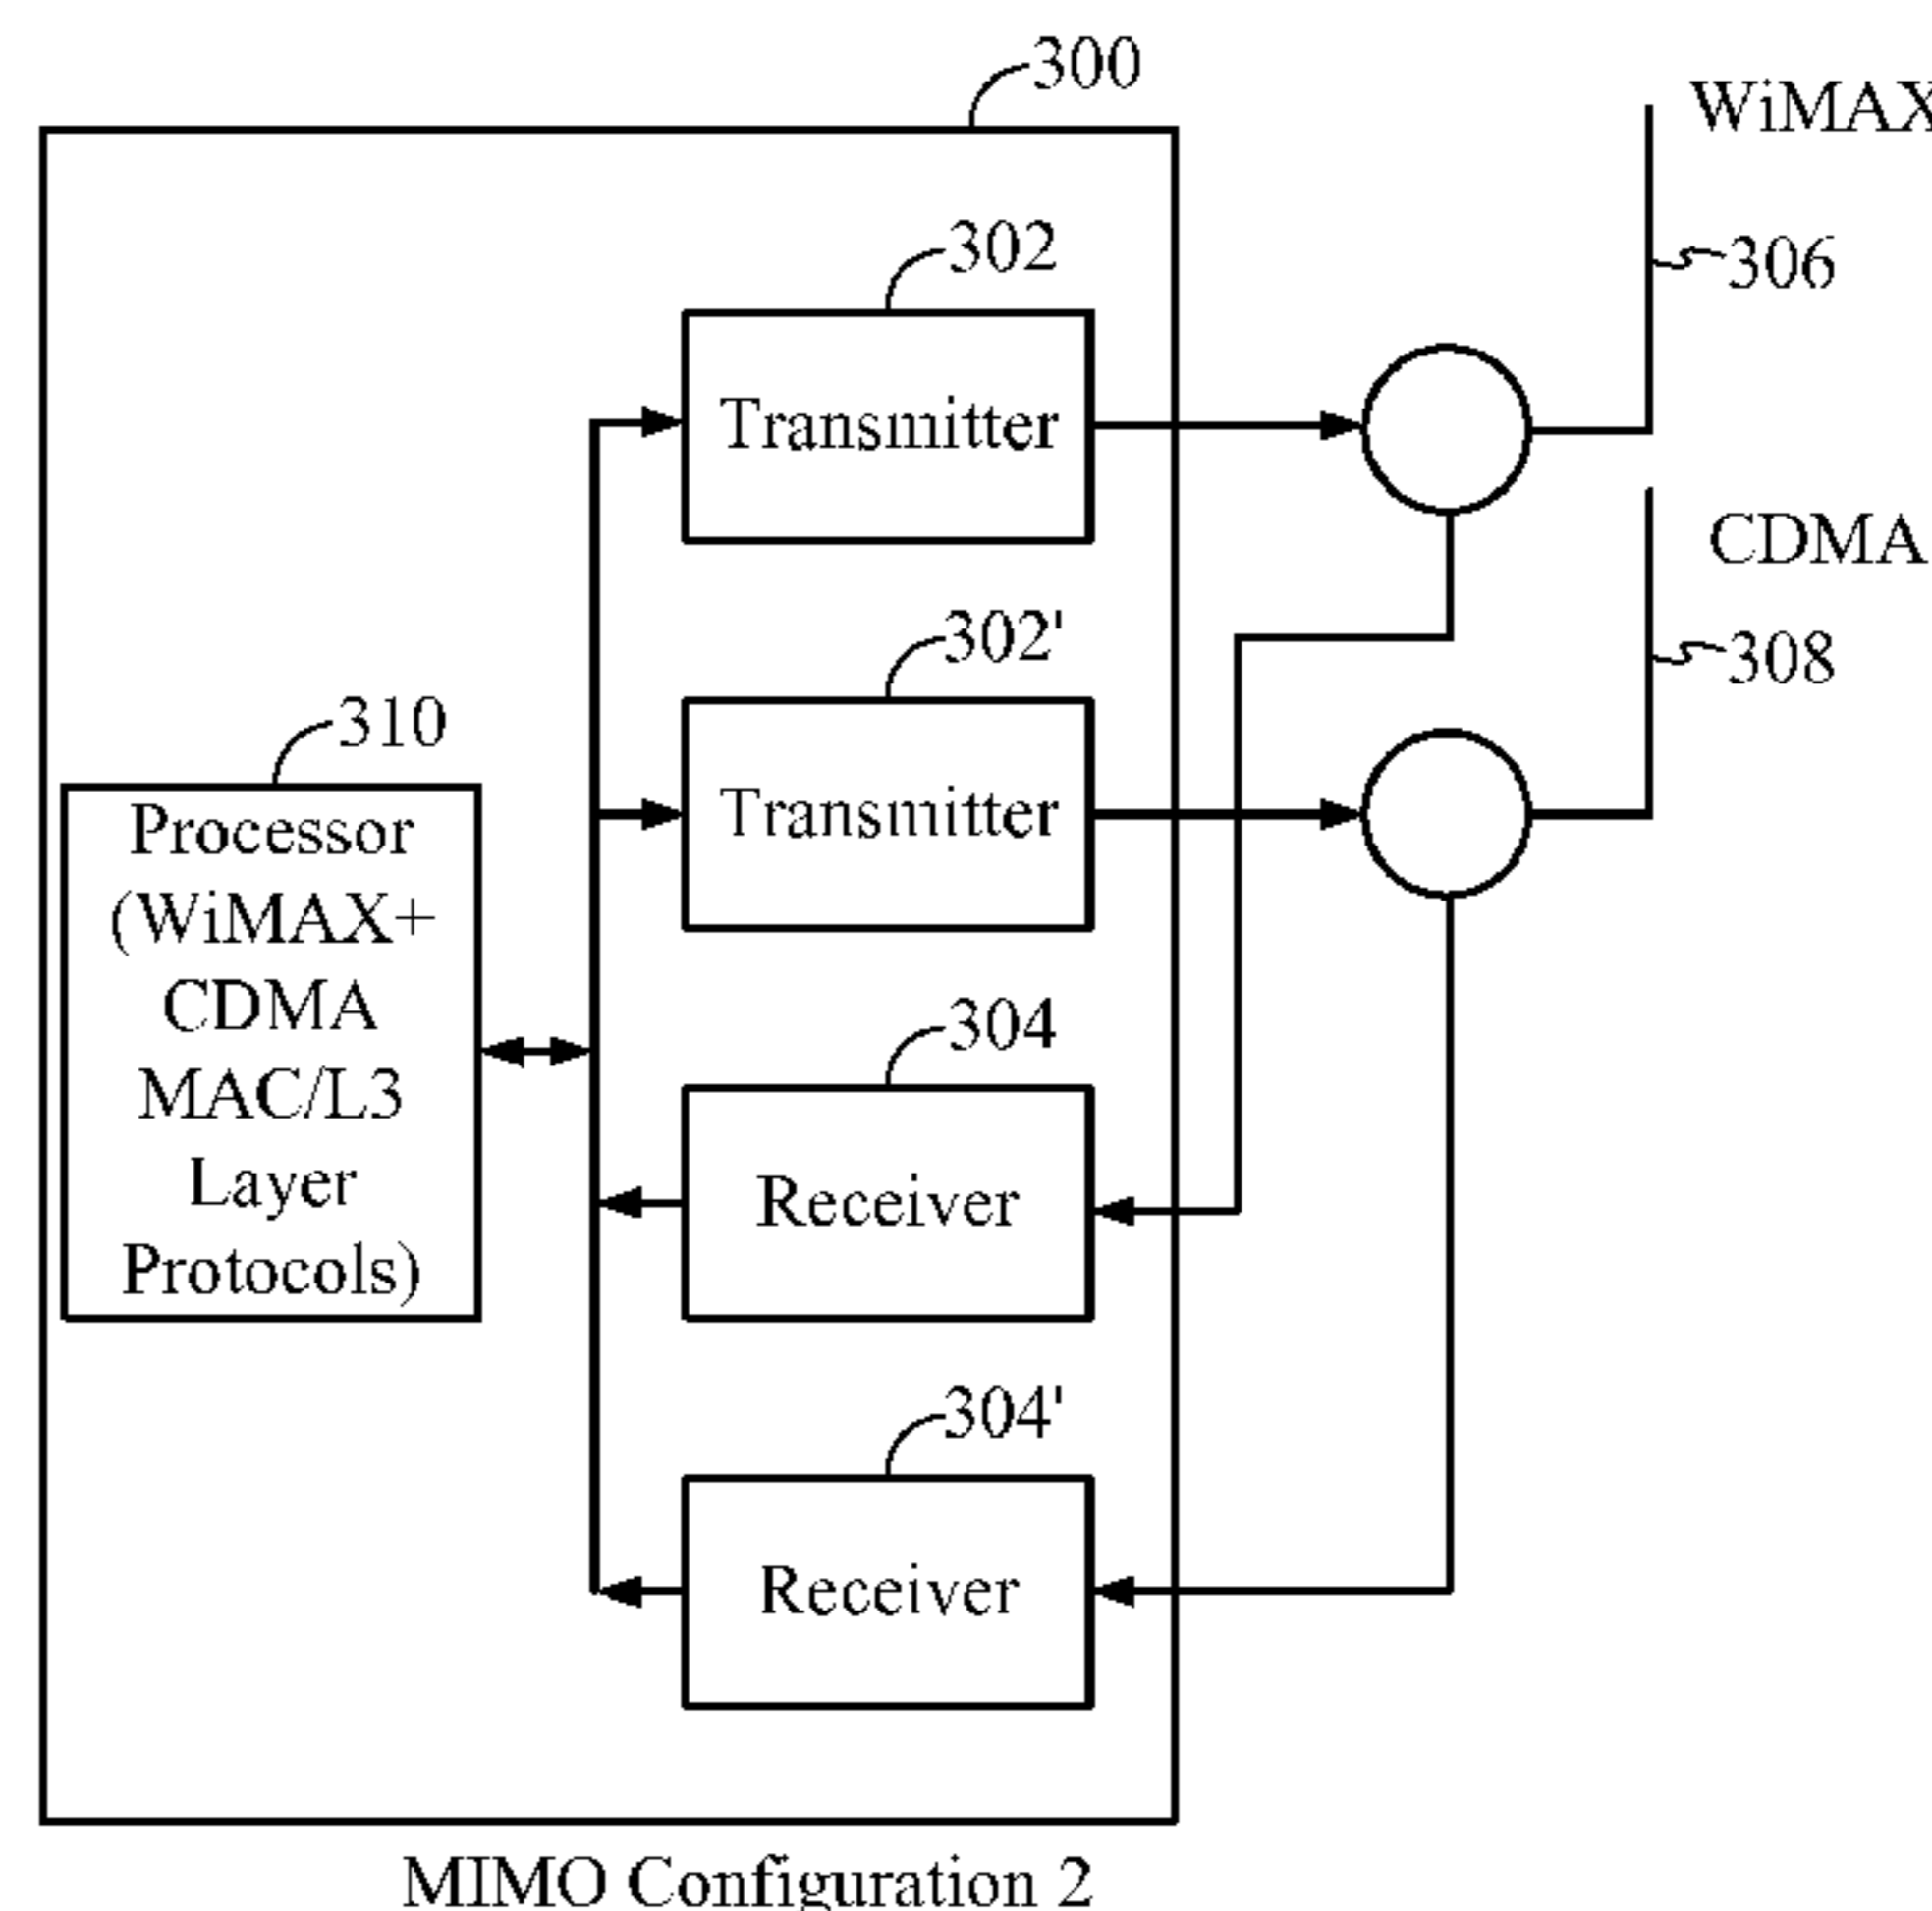 300
WiMAX
302
306
Transmitter
CDMA
302'
308
310
Transmitter
Processor
(WiMAX+
CDMA
MAC/L3
Layer
Protocols)
304
Receiver
304'
Receiver
MIMO Configuration 2